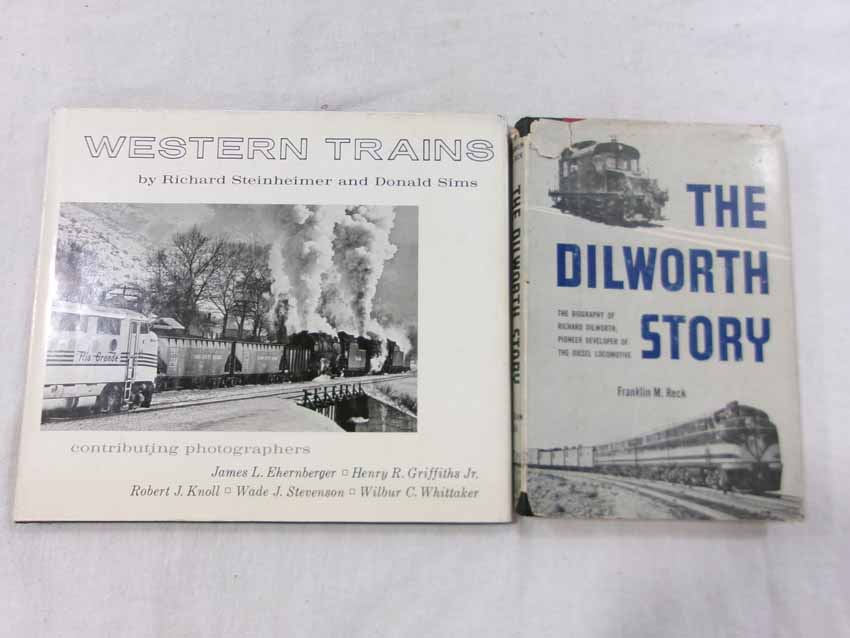 WESTERN TRAINS
by Richard Steinheimer and Donald Sims
Rio Grande
contributing photographers
James L. Ehernberger □ Henry R. Griffiths Jr.
Robert J. Knoll □ Wade J. Stevenson □ Wilbur C. Whittaker
THE DILWORTH STORY
THE
DILWORTH
STORY
THE BIOGRAPHY OF
RICHARD DILWORTH,
PIONEER DEVELOPER OF
THE DIESEL LOCOMOTIVE
Franklin M. Reck